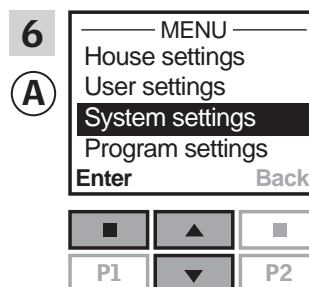 6
A
MENU
House settings
User settings
System settings
Program settings
Enter Back
P1 P2